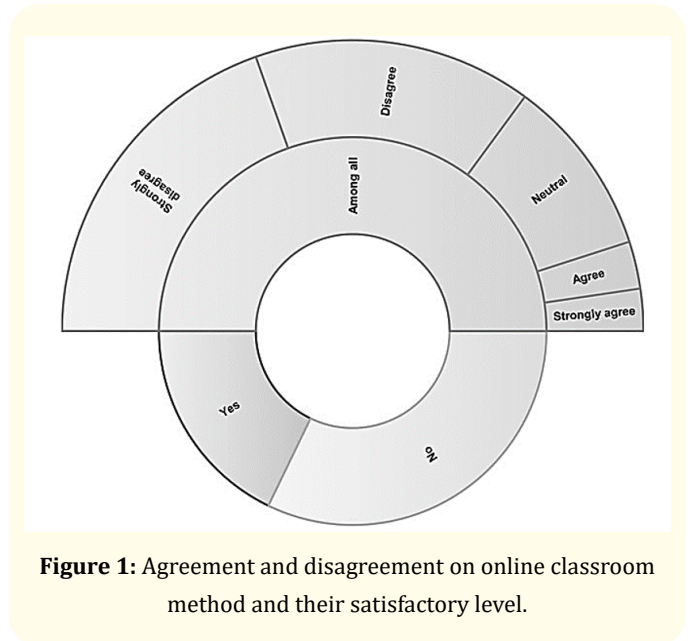 Disagree
Strongly
disagree
Among all
Neutral
Agree
Strongly agree
Yes
No
Figure 1: Agreement and disagreement on online classroom
method and their satisfactory level.